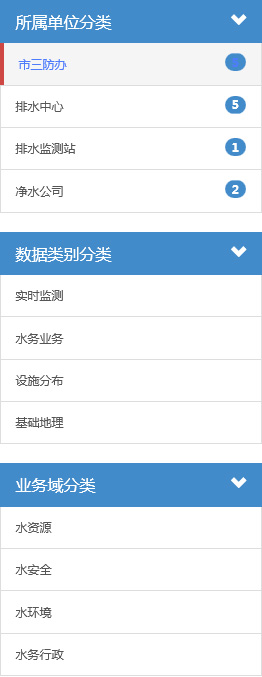 所属单位分类
市三防办
排水中心 5
排水监测站 1
净水公司 2
数据类别分类
实时监测
水务业务
设施分布
基础地理
业务域分类
水资源
水安全
水环境
水务行政